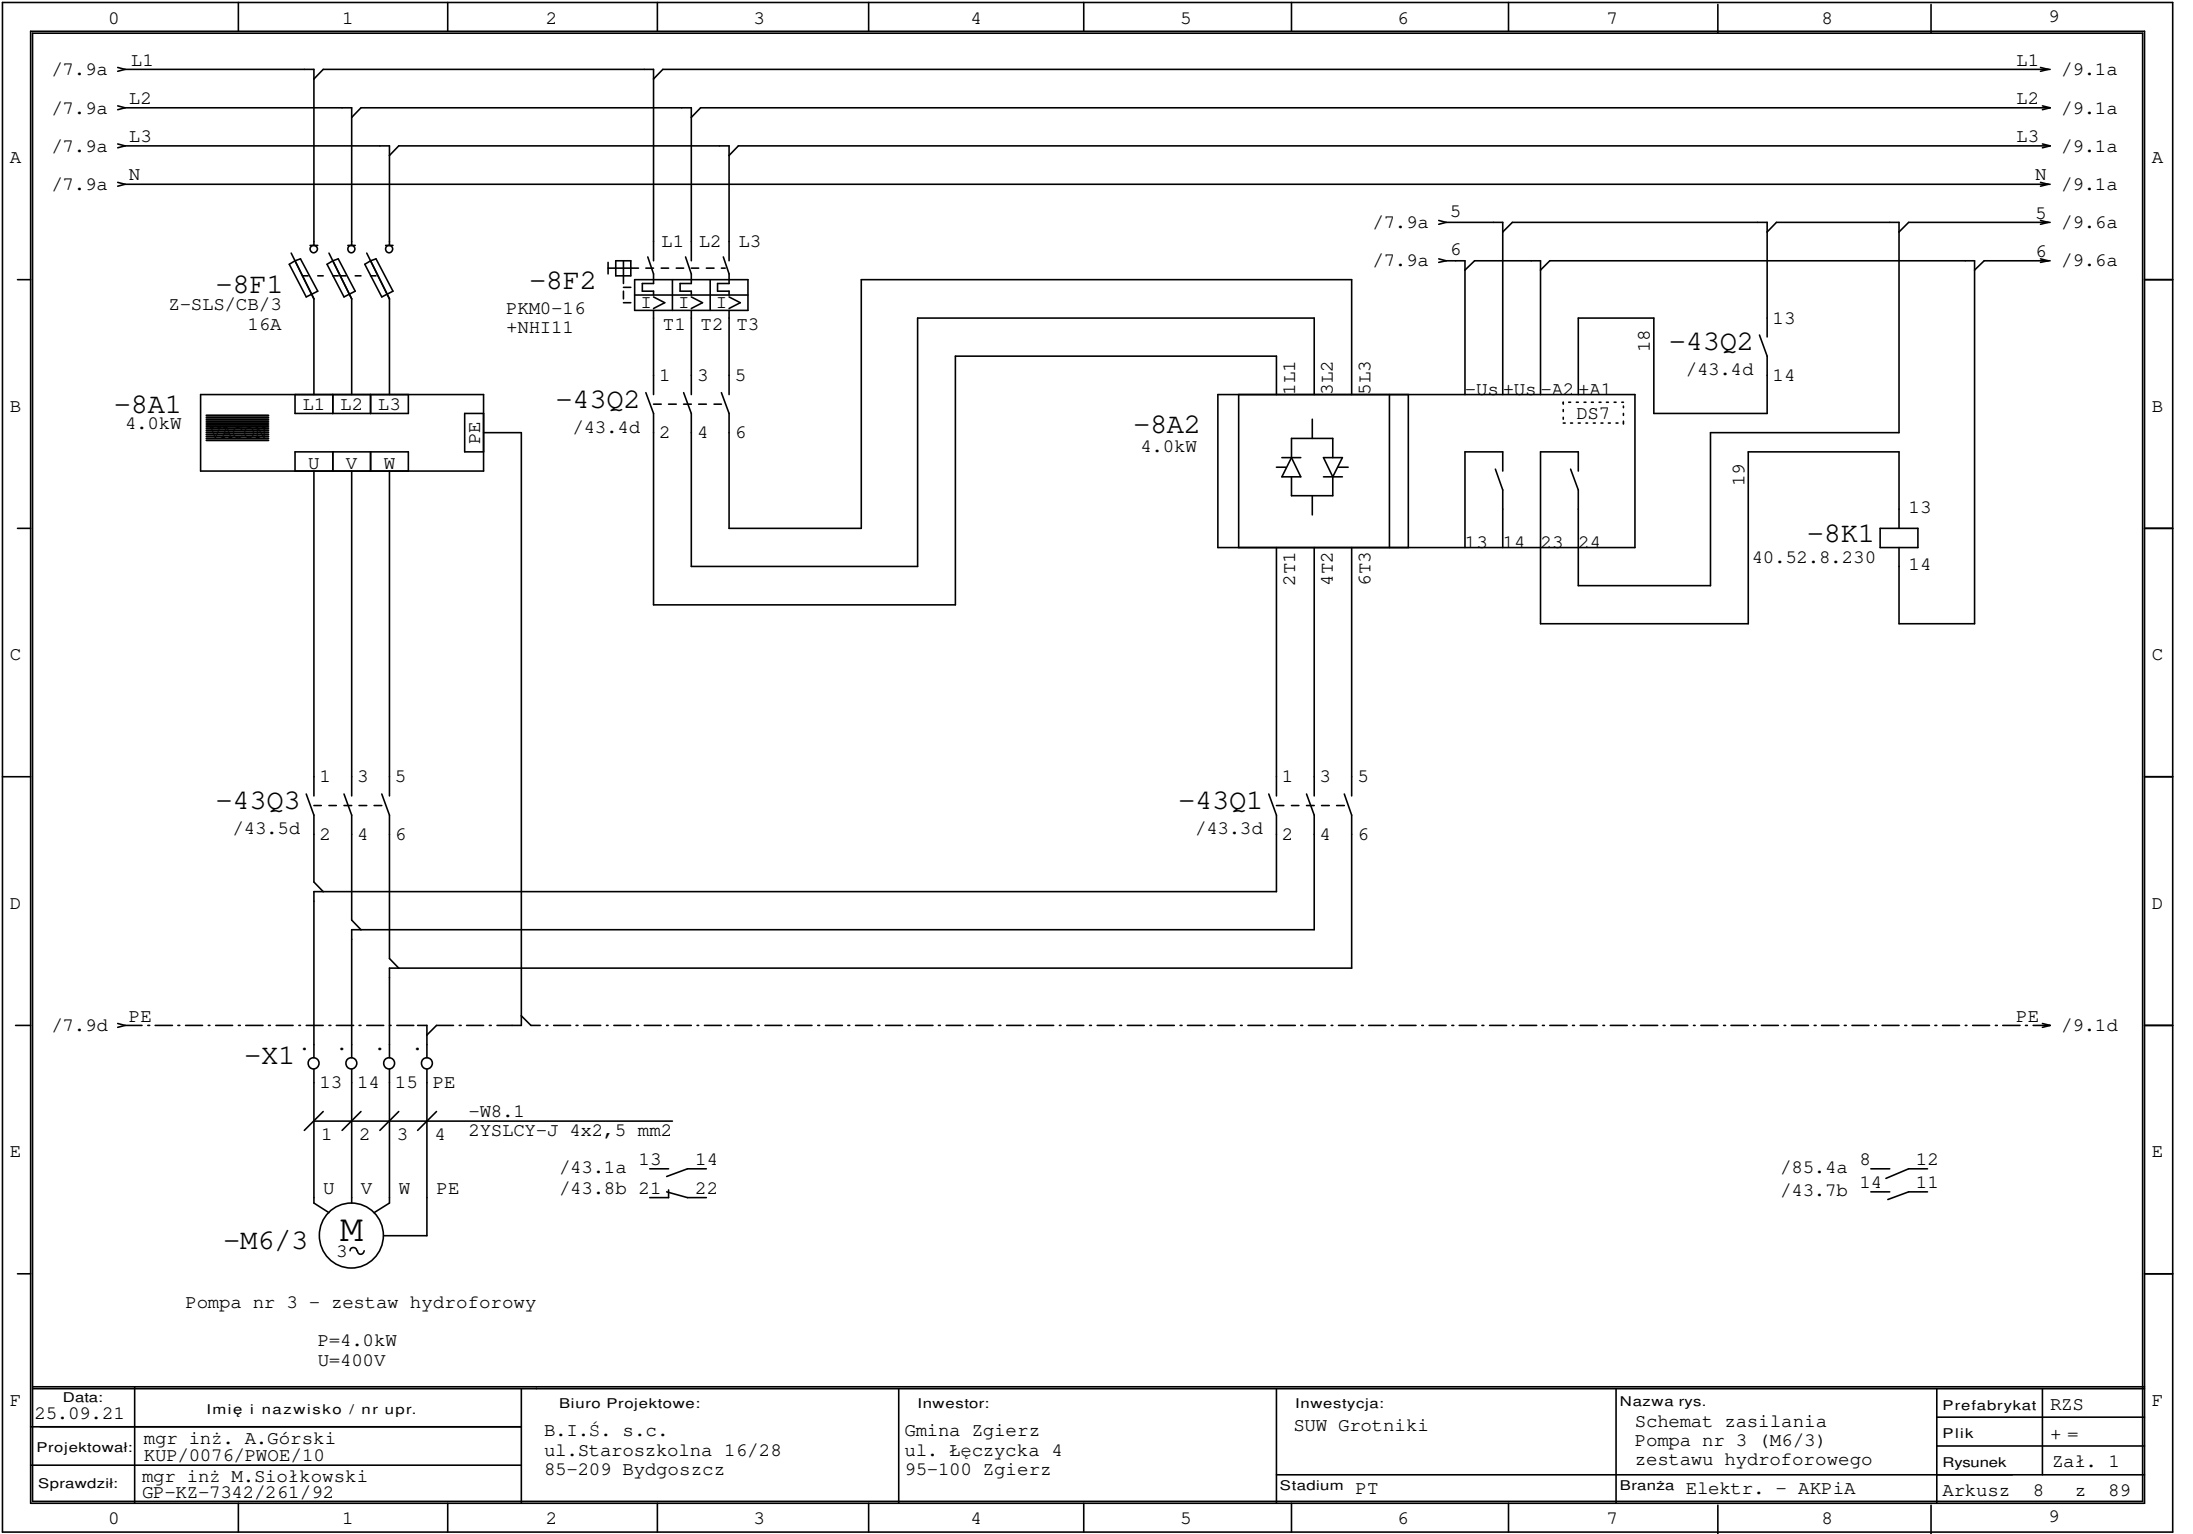 0 1 2 3 4 5 6 7 8 9
/7.9a L1 L1 /9.1a
/7.9a L2 L2 /9.1a
/7.9a L3 L3 /9.1a
A A
/7.9a N N /9.1a
/7.9a 5 5 /9.6a
/7.9a 6 6 /9.6a
L1 L2 L3
-8F1
Z-SLS/CB/3
16A
-8F2
PKM0-16
+NHI11
I> I> I>
T1 T2 T3
18
-43Q2
/43.4d
13
14
-8A1
4.0kW
L1 L2 L3
PE
U V W
-43Q2
/43.4d
1 3 5
2 4 6
B B
-8A2
4.0kW
1L1 3L2 5L3
-Us +Us -A2 +A1
DS7
13 14 23 24
2T1 4T2 6T3
19
-8K1
40.52.8.230
13
14
C C
-43Q3
/43.5d
1 3 5
2 4 6
-43Q1
/43.3d
1 3 5
2 4 6
D D
/7.9d PE PE /9.1d
-X1
13 14 15 PE
-W8.1
2YSLCY-J 4x2,5 mm2
1 2 3 4
E E
/43.1a 13 14
/43.8b 21 22
/85.4a 8 12
/43.7b 14 11
U V W PE
-M6/3
M
3~
Pompa nr 3 - zestaw hydroforowy
P=4.0kW
U=400V
F F
Data:
25.09.21
Imię i nazwisko / nr upr.
Projektował:
mgr inż. A.Górski
KUP/0076/PWOE/10
Sprawdził:
mgr inż M.Siołkowski
GP-KZ-7342/261/92
Biuro Projektowe:
B.I.Ś. s.c.
ul.Staroszkolna 16/28
85-209 Bydgoszcz
Inwestor:
Gmina Zgierz
ul. Łęczycka 4
95-100 Zgierz
Inwestycja:
SUW Grotniki
Stadium PT
Nazwa rys.
Schemat zasilania
Pompa nr 3 (M6/3)
zestawu hydroforowego
Branża Elektr. - AKPiA
Prefabrykat RZS
Plik + =
Rysunek Zał. 1
Arkusz 8 z 89
0 1 2 3 4 5 6 7 8 9